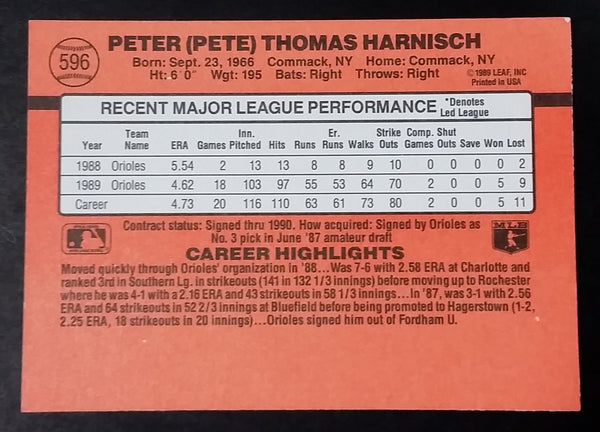 596
PETER (PETE) THOMAS HARNISCH
Born: Sept. 23, 1966 Commack, NY Home: Commack, NY
Ht: 6' 0" Wgt: 195 Bats: Right Throws: Right
©1989 LEAF, INC
Printed in USA
RECENT MAJOR LEAGUE PERFORMANCE *Denotes Led League
Year Team Name ERA Games Inn. Pitched Hits Runs Er. Runs Walks Strike Outs Comp. Games Shut Outs Save Won Lost
1988 Orioles 5.54 2 13 13 8 8 9 10 0 0 0 0 2
1989 Orioles 4.62 18 103 97 55 53 64 70 2 0 0 5 9
Career 4.73 20 116 110 63 61 73 80 2 0 0 5 11
Contract status: Signed thru 1990. How acquired: Signed by Orioles as
No. 3 pick in June '87 amateur draft
MLB
CAREER HIGHLIGHTS
Moved quickly through Orioles' organization in '88...Was 7-6 with 2.58 ERA at Charlotte and
ranked 3rd in Southern Lg. in strikeouts (141 in 132 1/3 innings) before moving up to Rochester
where he was 4-1 with a 2.16 ERA and 43 strikeouts in 58 1/3 innings...In '87, was 3-1 with 2.56
ERA and 64 strikeouts in 52 2/3 innings at Bluefield before being promoted to Hagerstown (1-2,
2.25 ERA, 18 strikeouts in 20 innings)...Orioles signed him out of Fordham U.